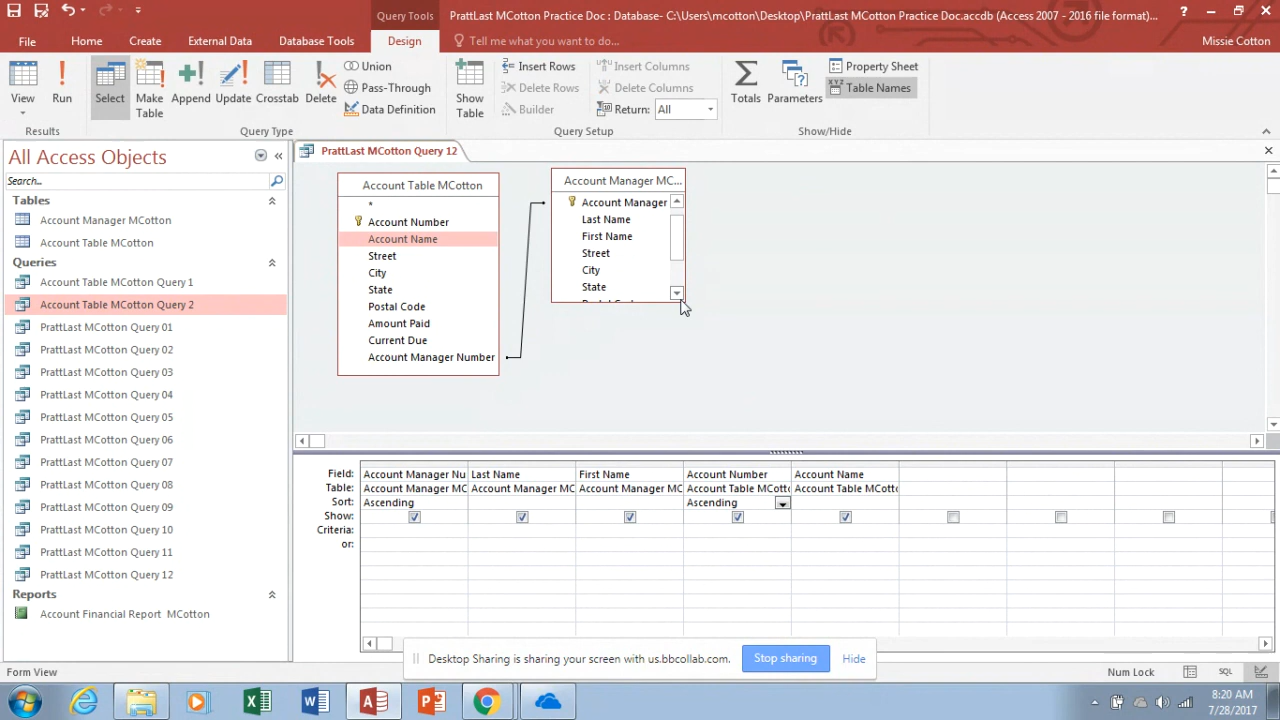 Query Tools
PrattLast MCotton Practice Doc : Database- C:\Users\mcotton\Desktop\PrattLast MCotton Practice Doc.accdb (Access 2007 - 2016 file format)...
?
File Home Create External Data Database Tools Design Tell me what you want to do... Missie Cotton
View Run Select Make Table Append Update Crosstab Delete
Union
Pass-Through
Data Definition
Show Table
Insert Rows
Delete Rows
Builder
Insert Columns
Delete Columns
Return: All
Totals Parameters
Property Sheet
XYZ Table Names
Results Query Type Query Setup Show/Hide
All Access Objects
Search...
Tables
Account Manager MCotton
Account Table MCotton
Queries
Account Table MCotton Query 1
Account Table MCotton Query 2
PrattLast MCotton Query 01
PrattLast MCotton Query 02
PrattLast MCotton Query 03
PrattLast MCotton Query 04
PrattLast MCotton Query 05
PrattLast MCotton Query 06
PrattLast MCotton Query 07
PrattLast MCotton Query 08
PrattLast MCotton Query 09
PrattLast MCotton Query 10
PrattLast MCotton Query 11
PrattLast MCotton Query 12
Reports
Account Financial Report MCotton
PrattLast MCotton Query 12
Account Table MCotton
*
Account Number
Account Name
Street
City
State
Postal Code
Amount Paid
Current Due
Account Manager Number
Account Manager MC...
Account Manager
Last Name
First Name
Street
City
State
Postal Code
Field: Account Manager Nu Last Name First Name Account Number Account Name
Table: Account Manager MC Account Manager MC Account Manager MC Account Table MCotto Account Table MCotto
Sort: Ascending Ascending
Show:
Criteria:
or:
Desktop Sharing is sharing your screen with us.bbcollab.com. Stop sharing Hide
Form View Num Lock SQL
8:20 AM
7/28/2017